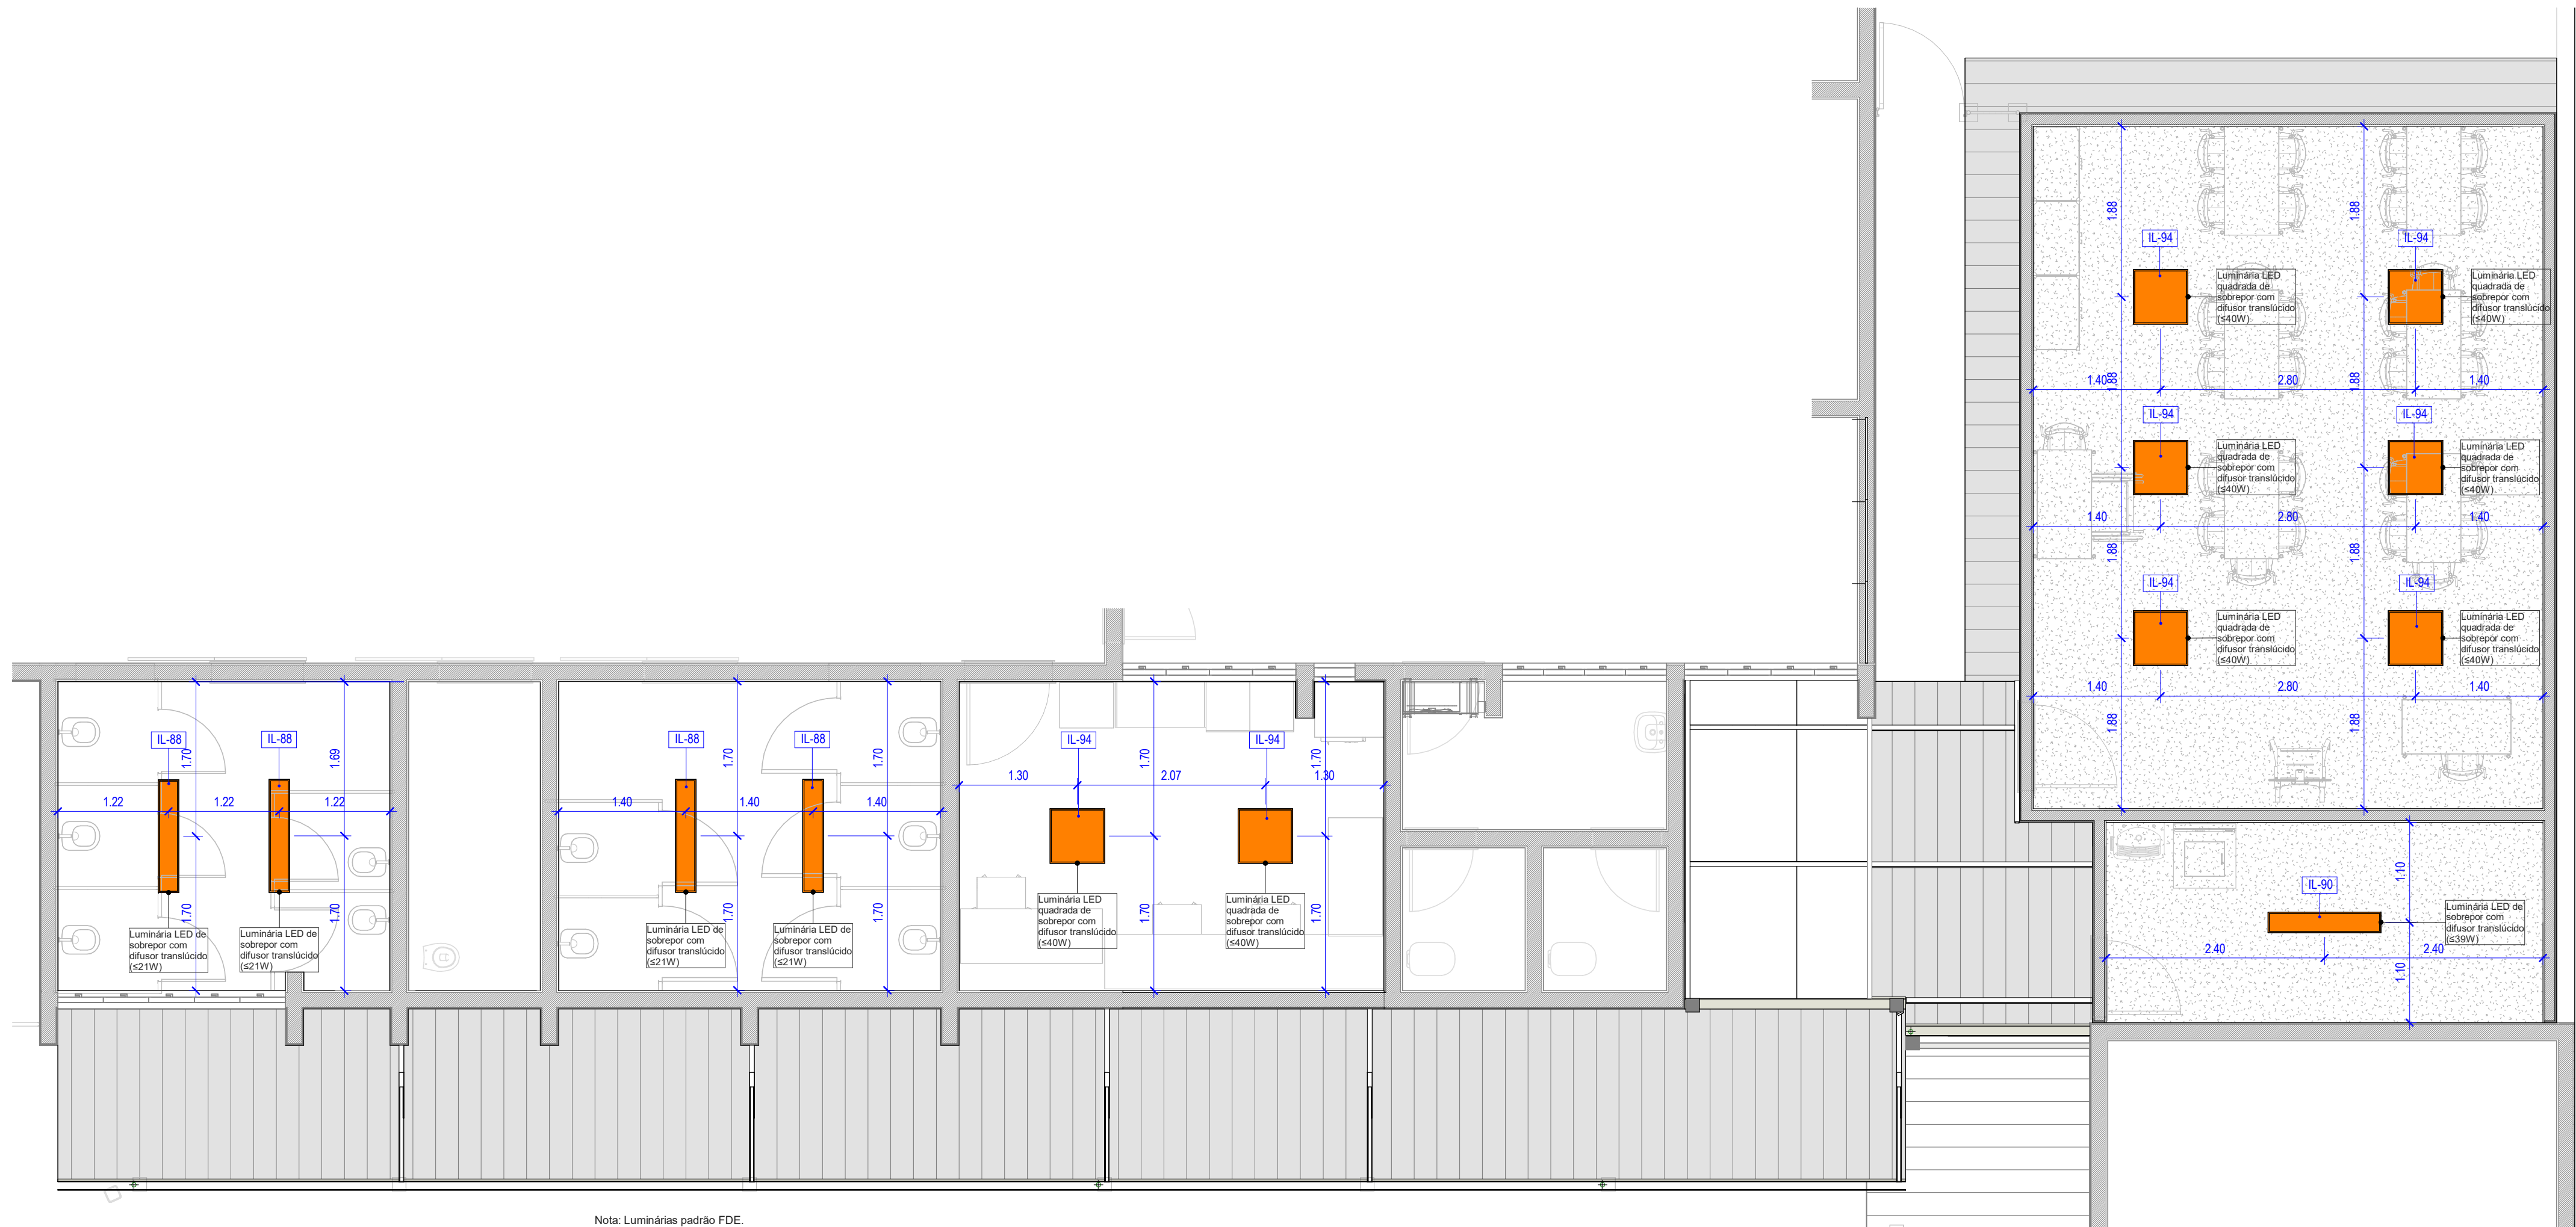 1.88
1.88
IL-94
IL-94
Luminária LED
quadrada de
sobrepor com
difusor translúcido
(≤40W)
Luminária LED
quadrada de
sobrepor com
difusor translúcido
(≤40W)
1.40
1.88
2.80
1.88
1.40
IL-94
IL-94
Luminária LED
quadrada de
sobrepor com
difusor translúcido
(≤40W)
Luminária LED
quadrada de
sobrepor com
difusor translúcido
(≤40W)
1.40
2.80
1.40
1.88
1.88
IL-94
IL-94
Luminária LED
quadrada de
sobrepor com
difusor translúcido
(≤40W)
Luminária LED
quadrada de
sobrepor com
difusor translúcido
(≤40W)
1.40
2.80
1.40
1.88
1.88
IL-88
1.70
IL-88
1.69
IL-88
1.70
IL-88
1.70
IL-94
1.70
IL-94
1.70
1.22
1.22
1.22
1.40
1.40
1.40
1.30
2.07
1.30
1.70
1.70
1.70
1.70
1.70
1.70
Luminária LED de
sobrepor com
difusor translúcido
(≤21W)
Luminária LED de
sobrepor com
difusor translúcido
(≤21W)
Luminária LED de
sobrepor com
difusor translúcido
(≤21W)
Luminária LED de
sobrepor com
difusor translúcido
(≤21W)
Luminária LED
quadrada de
sobrepor com
difusor translúcido
(≤40W)
Luminária LED
quadrada de
sobrepor com
difusor translúcido
(≤40W)
1.10
IL-90
Luminária LED de
sobrepor com
difusor translúcido
(≤39W)
2.40
2.40
1.10
Nota: Luminárias padrão FDE.